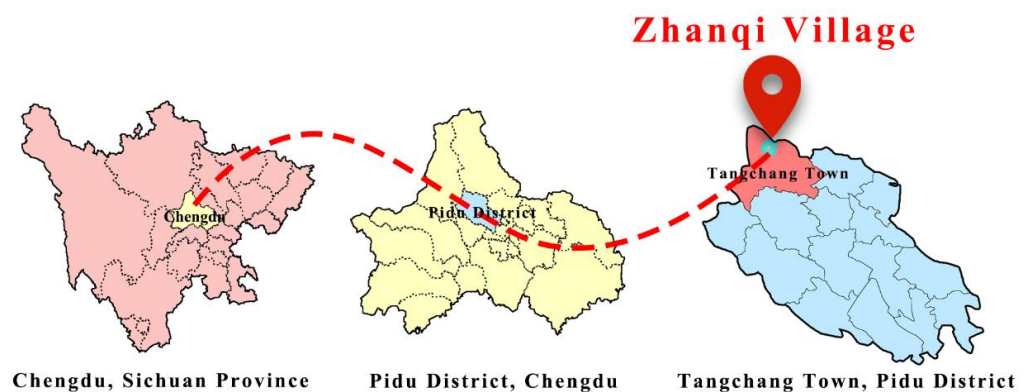 Zhanqi Village
Tangchang Town
Chengdu
Pidu District
Chengdu, Sichuan Province
Pidu District, Chengdu
Tangchang Town, Pidu District